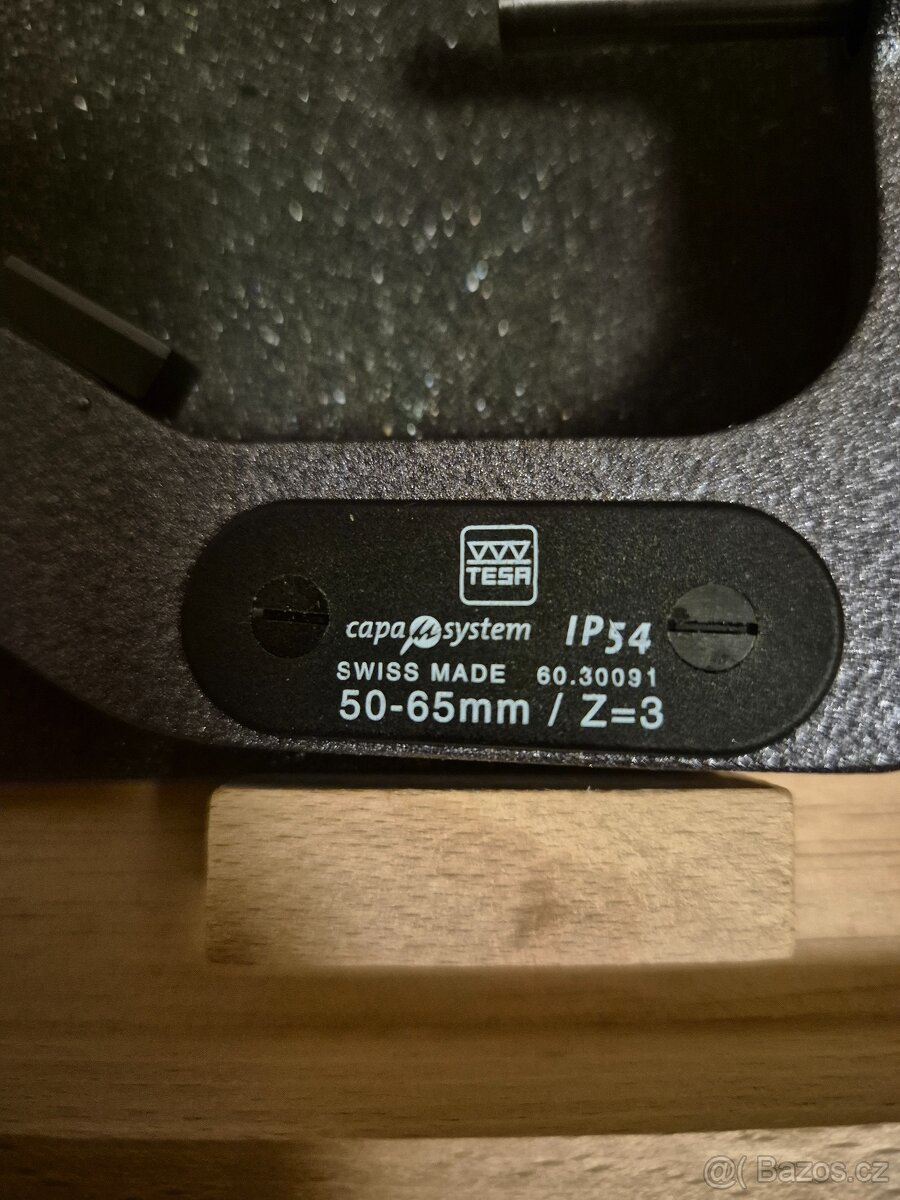 TESA
capa µ system IP54
SWISS MADE 60.30091
50-65mm / Z=3
@( Bazos.cz